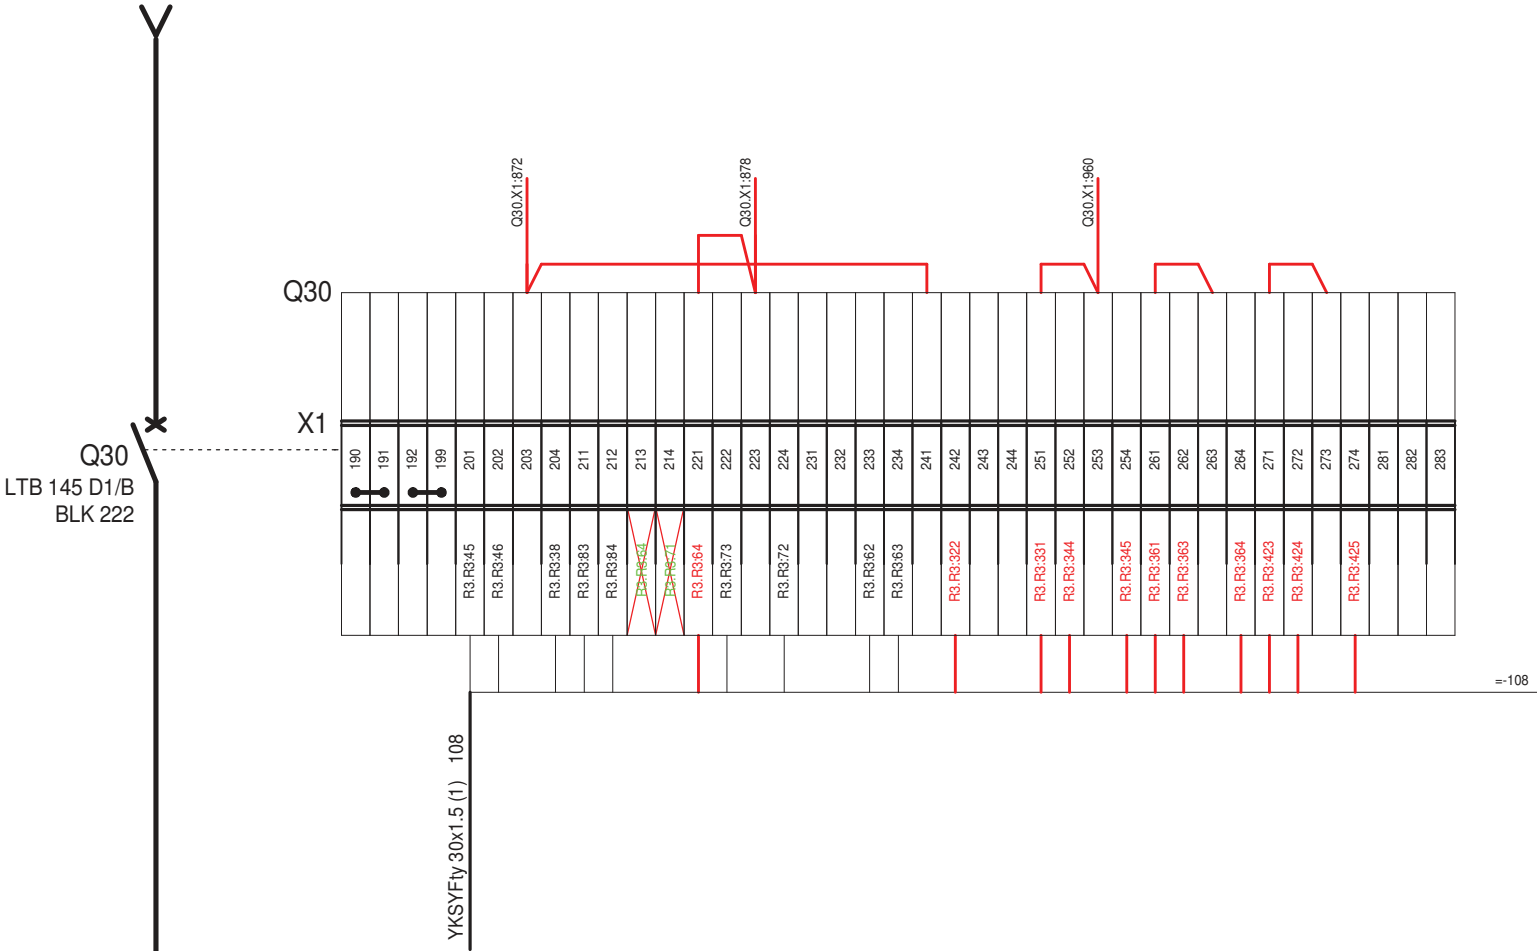 Q30.X1:872
Q30.X1:878
Q30.X1:960
Q30
X1
Q30
LTB 145 D1/B
BLK 222
190
191
192
199
201
202
203
204
211
212
213
214
221
222
223
224
231
232
233
234
241
242
243
244
251
252
253
254
261
262
263
264
271
272
273
274
281
282
283
R3.R3:45
R3.R3:46
R3.R3:38
R3.R3:83
R3.R3:84
R3.R3:64
R3.R3:71
R3.R3:64
R3.R3:73
R3.R3:72
R3.R3:62
R3.R3:63
R3.R3:322
R3.R3:331
R3.R3:344
R3.R3:345
R3.R3:361
R3.R3:363
R3.R3:364
R3.R3:423
R3.R3:424
R3.R3:425
=-108
YKSYFty 30x1.5 (1) 108